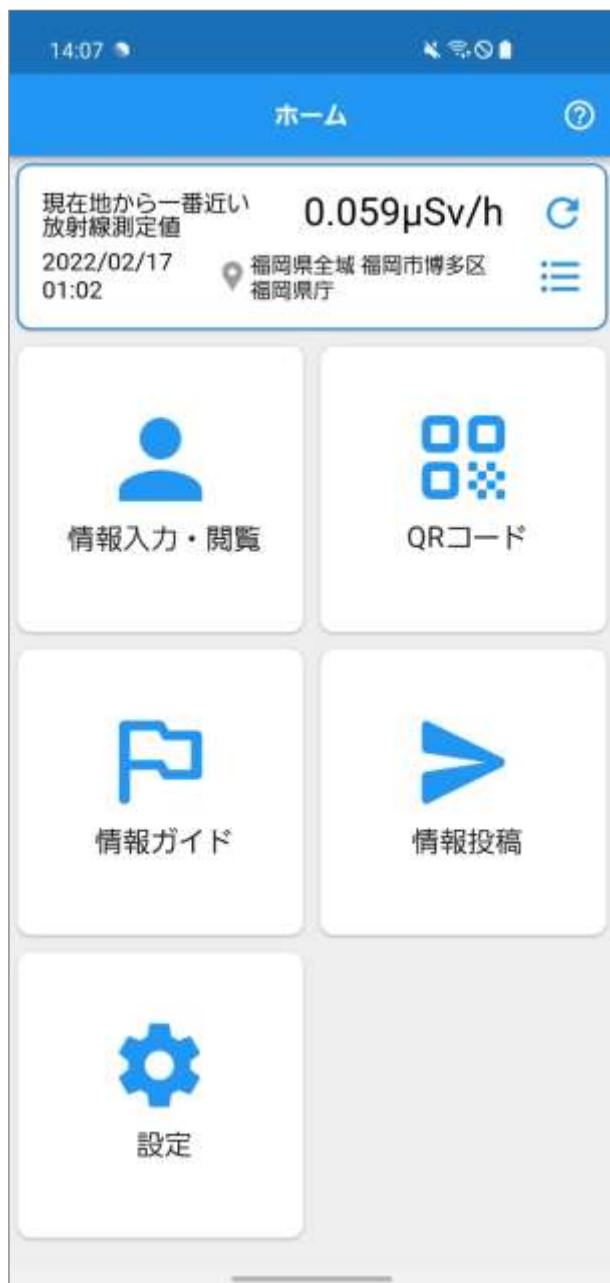 14:07
ホーム
現在地から一番近い
放射線測定値
0.059μSv/h
2022/02/17
01:02
福岡県全域 福岡市博多区
福岡県庁
情報入力・閲覧
QRコード
情報ガイド
情報投稿
設定